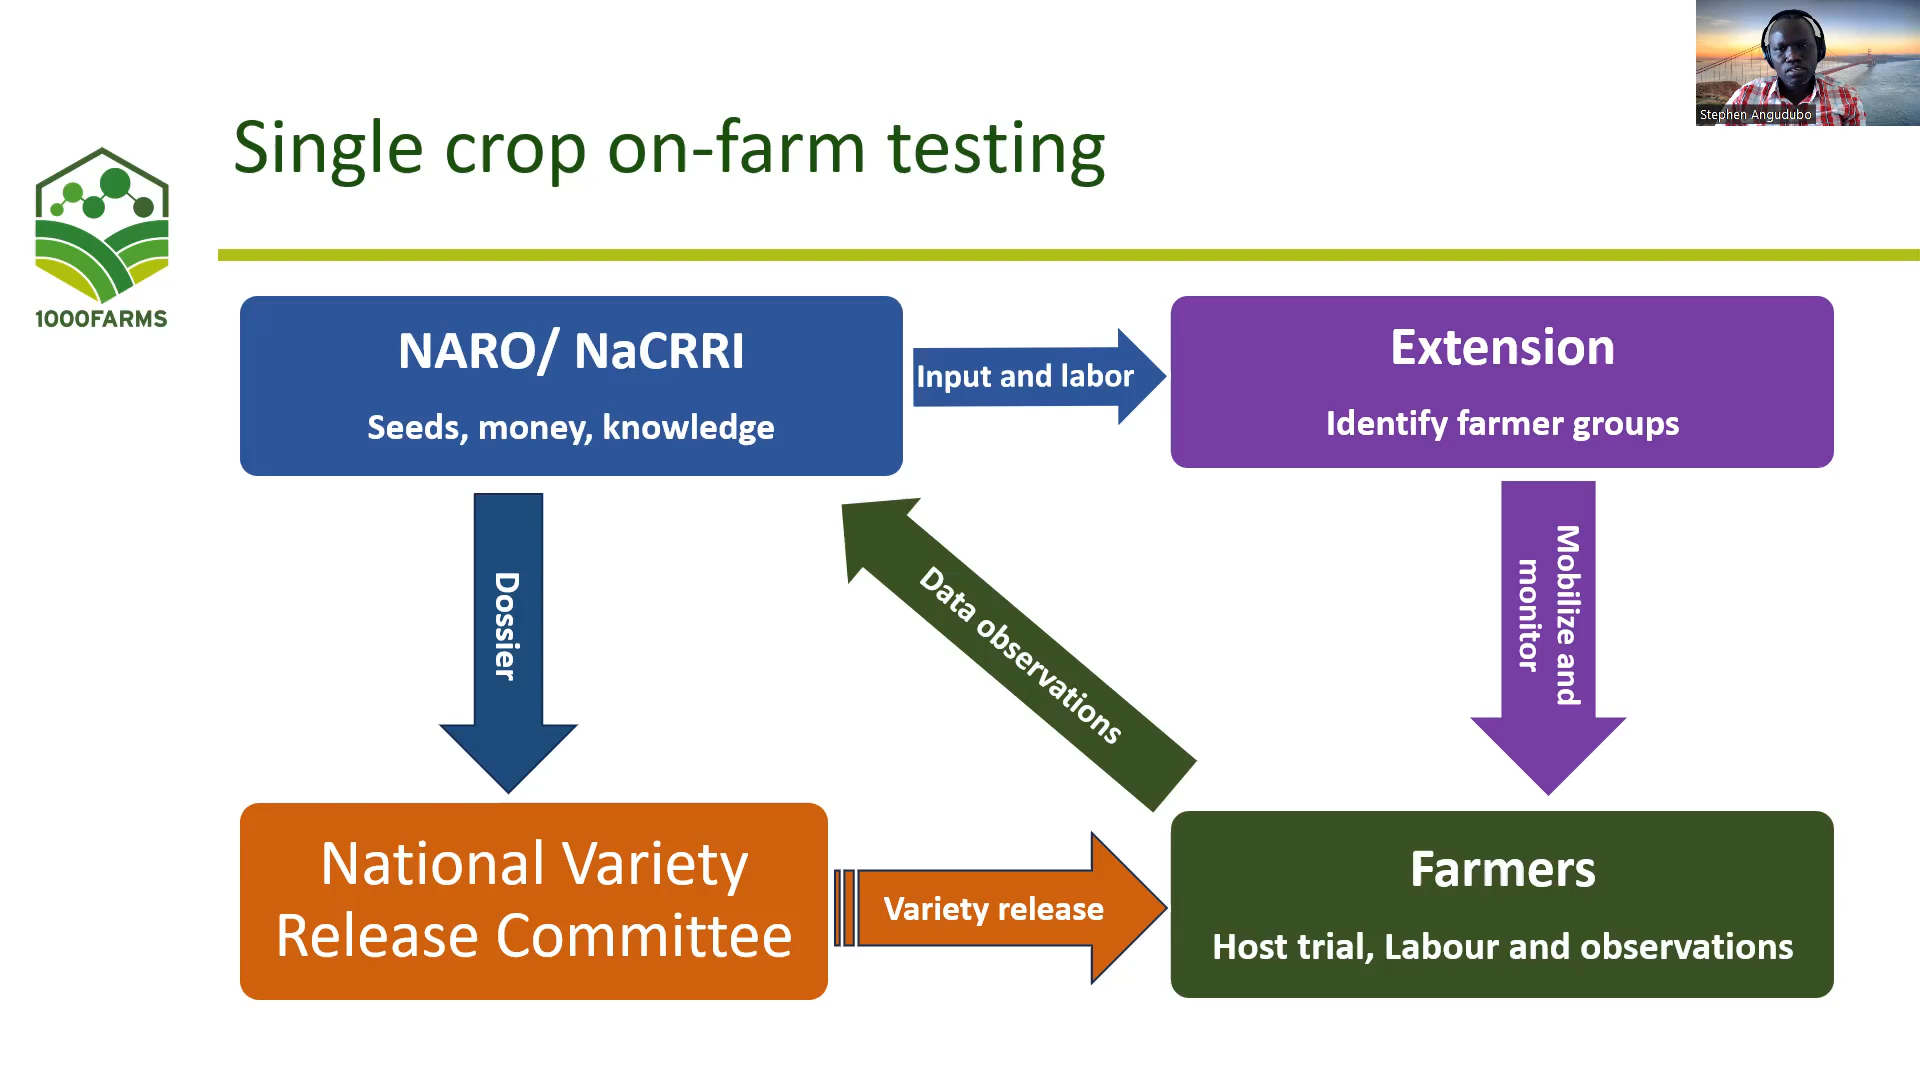 Stephen Angudubo
Single crop on-farm testing
1000FARMS
NARO/ NaCRRI
Seeds, money, knowledge
Input and labor
Extension
Identify farmer groups
Dossier
Data observations
Mobilize and
monitor
National Variety
Release Committee
Variety release
Farmers
Host trial, Labour and observations